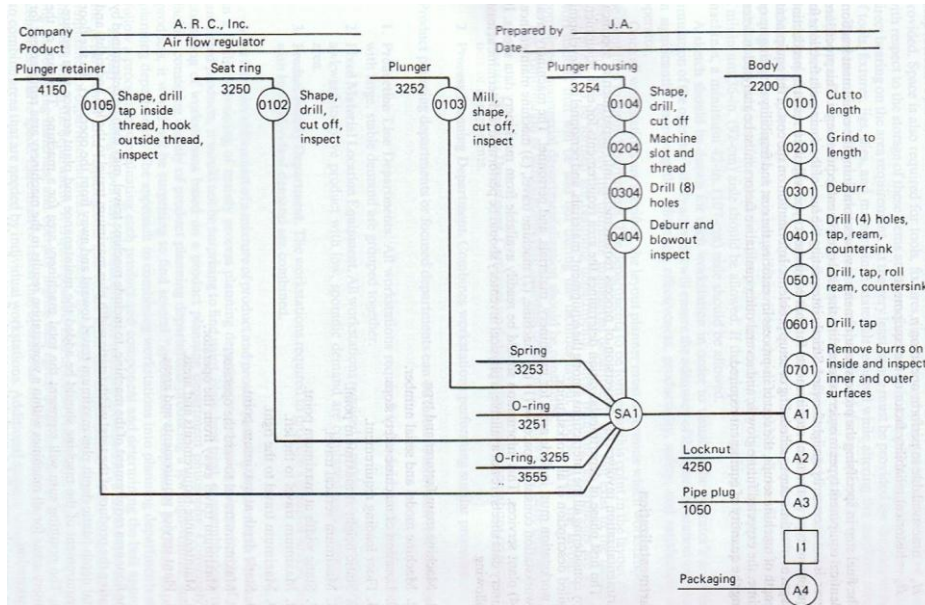 Company A. R. C., Inc.
Product Air flow regulator
Prepared by J.A.
Date
Plunger retainer
4150
0105
Shape, drill
tap inside
thread, hook
outside thread,
inspect
Seat ring
3250
0102
Shape,
drill,
cut off,
inspect
Plunger
3252
0103
Mill,
shape,
cut off,
inspect
Plunger housing
3254
0104
Shape,
drill,
cut off
0204
Machine
slot and
thread
0304
Drill (8)
holes
0404
Deburr and
blowout
inspect
Body
2200
0101
Cut to
length
0201
Grind to
length
0301
Deburr
0401
Drill (4) holes,
tap, ream,
countersink
0501
Drill, tap, roll
ream, countersink
0601
Drill, tap
0701
Remove burrs on
inside and inspect
inner and outer
surfaces
Spring
3253
O-ring
3251
O-ring, 3255
3555
SA1
A1
Locknut
4250
A2
Pipe plug
1050
A3
I1
Packaging
A4